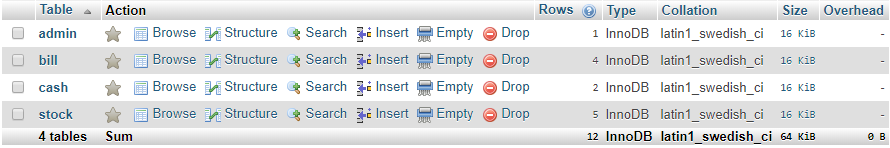 Table Action Rows Type Collation Size Overhead
admin Browse Structure Search Insert Empty Drop 1 InnoDB latin1_swedish_ci 16 KiB -
bill Browse Structure Search Insert Empty Drop 4 InnoDB latin1_swedish_ci 16 KiB -
cash Browse Structure Search Insert Empty Drop 2 InnoDB latin1_swedish_ci 16 KiB -
stock Browse Structure Search Insert Empty Drop 5 InnoDB latin1_swedish_ci 16 KiB -
4 tables Sum 12 InnoDB latin1_swedish_ci 64 KiB 0 B